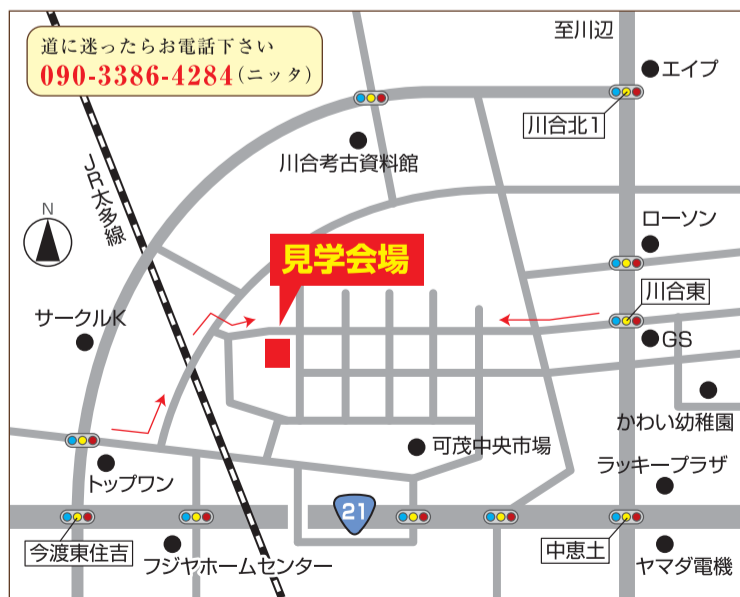 道に迷ったらお電話下さい
090-3386-4284(ニッタ)
至川辺
エイプ
川合北1
川合考古資料館
JR太多線
N
ローソン
見学会場
川合東
サークルK
GS
かわい幼稚園
可茂中央市場
トップワン
ラッキープラザ
21
今渡東住吉
フジヤホームセンター
中恵土
ヤマダ電機